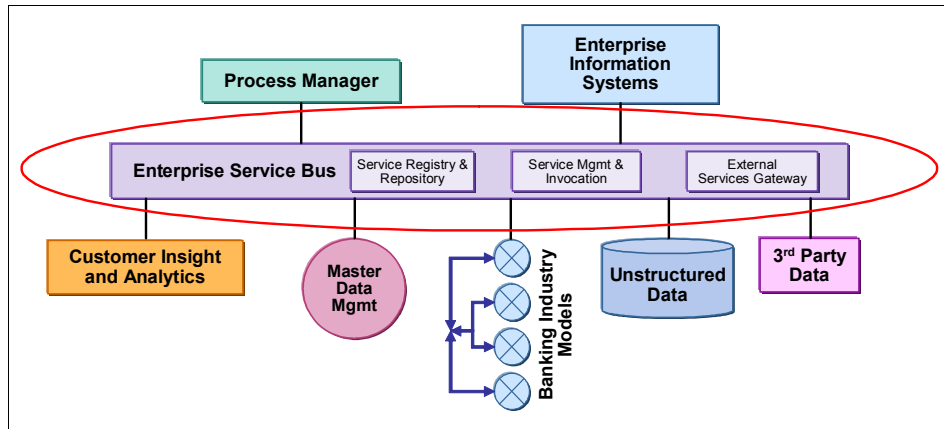 Process Manager
Enterprise
Information
Systems
Enterprise Service Bus
Service Registry &
Repository
Service Mgmt &
Invocation
External
Services Gateway
Customer Insight
and Analytics
Master
Data
Mgmt
Banking Industry
Models
Unstructured
Data
3rd Party
Data